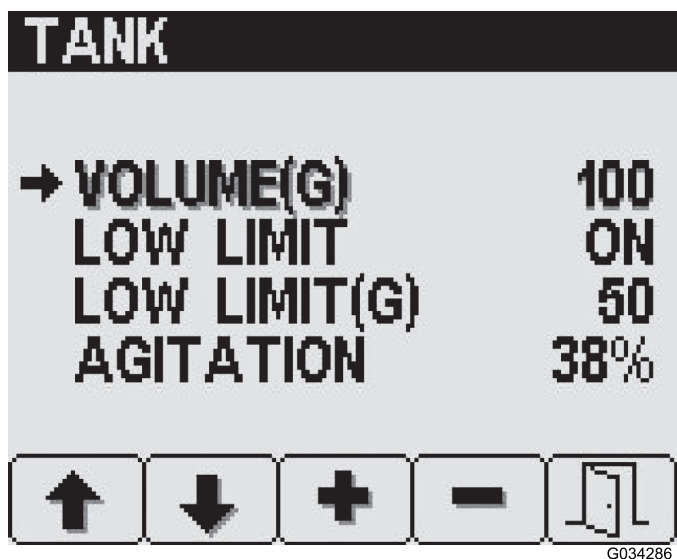 TANK
→ VOLUME(G) 100
LOW LIMIT ON
LOW LIMIT(G) 50
AGITATION 38%
G034286